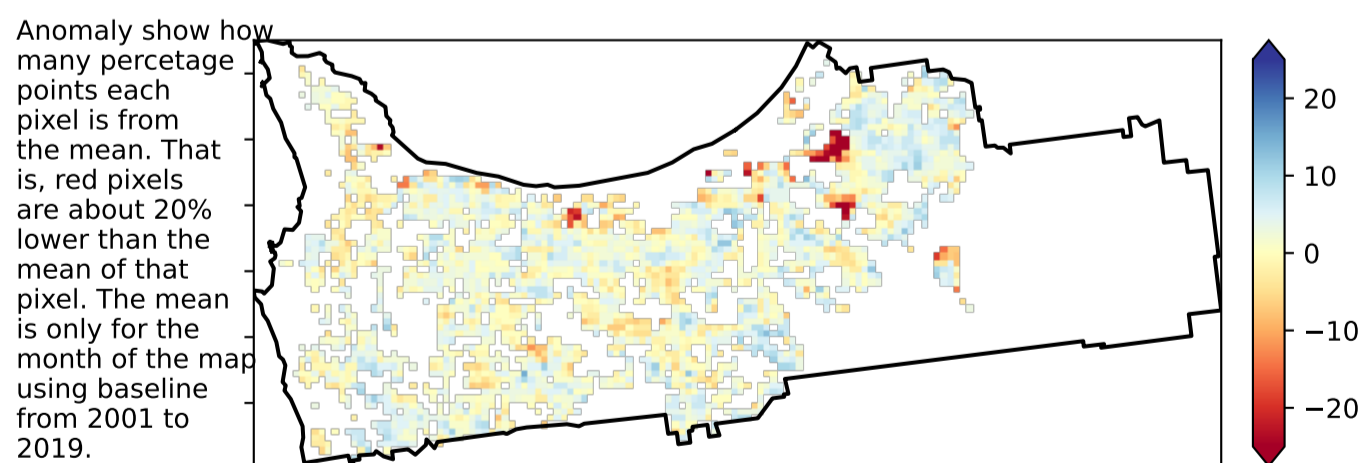 Anomaly show how
many percetage
points each
pixel is from
the mean. That
is, red pixels
are about 20%
lower than the
mean of that
pixel. The mean
is only for the
month of the map
using baseline
from 2001 to
2019.
20
10
0
−10
−20